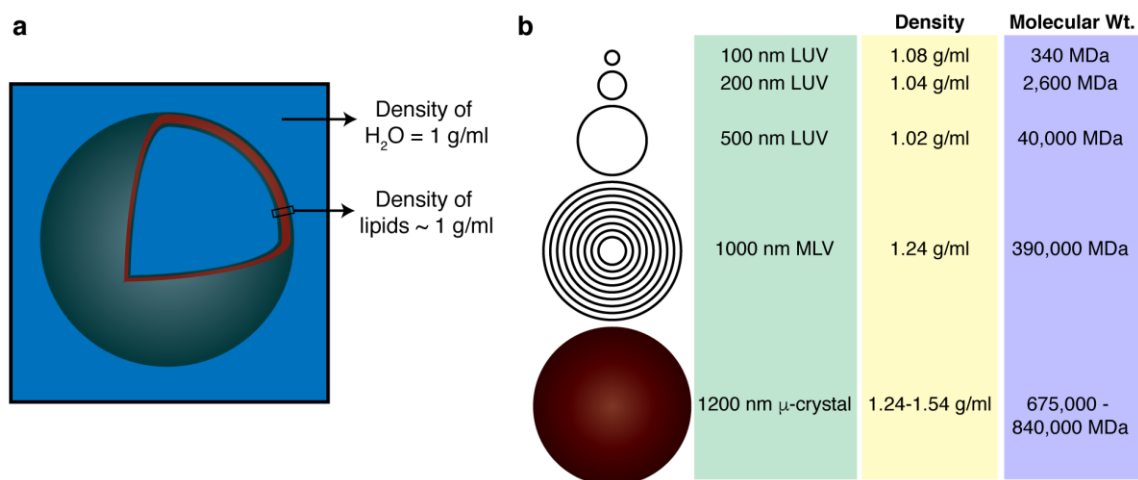 a
Density of
H₂O = 1 g/ml
Density of
lipids ~ 1 g/ml
b
Density Molecular Wt.
100 nm LUV 1.08 g/ml 340 MDa
200 nm LUV 1.04 g/ml 2,600 MDa
500 nm LUV 1.02 g/ml 40,000 MDa
1000 nm MLV 1.24 g/ml 390,000 MDa
1200 nm μ-crystal 1.24-1.54 g/ml 675,000 -
840,000 MDa